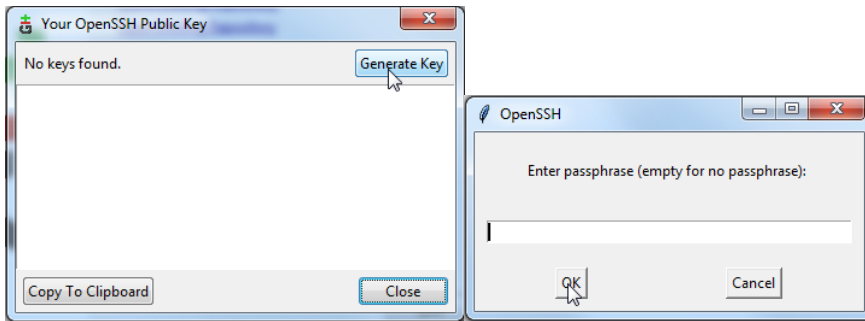 Your OpenSSH Public Key
No keys found.
Generate Key
Copy To Clipboard
Close
OpenSSH
Enter passphrase (empty for no passphrase):
OK
Cancel